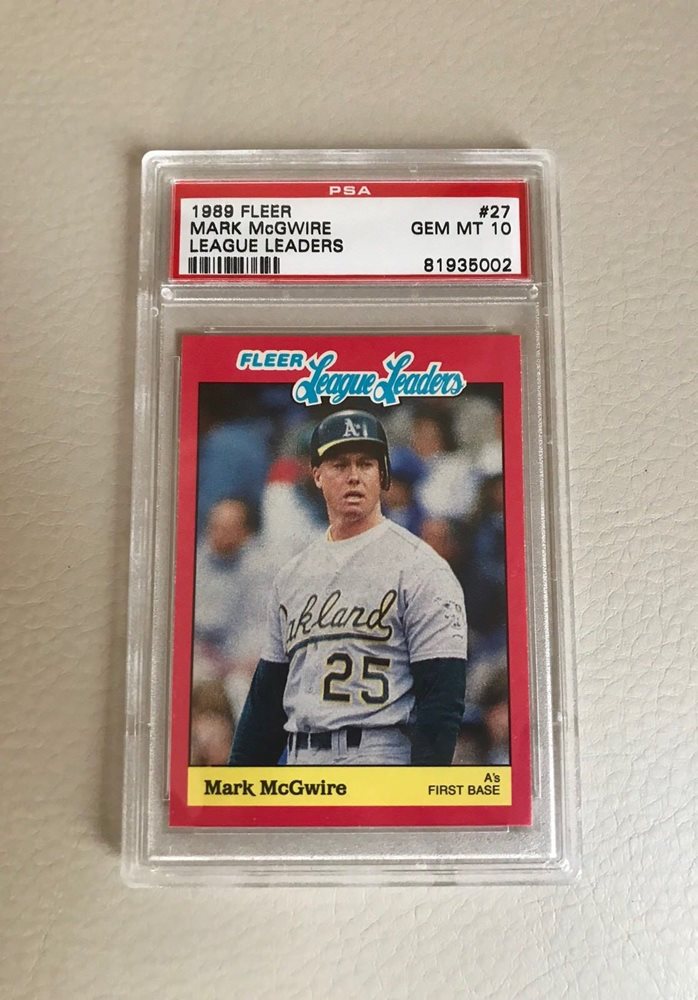 PSA
1989 FLEER #27
MARK McGWIRE GEM MT 10
LEAGUE LEADERS
81935002
FLEER League Leaders
A's
Oakland
25
Mark McGwire
A's
FIRST BASE